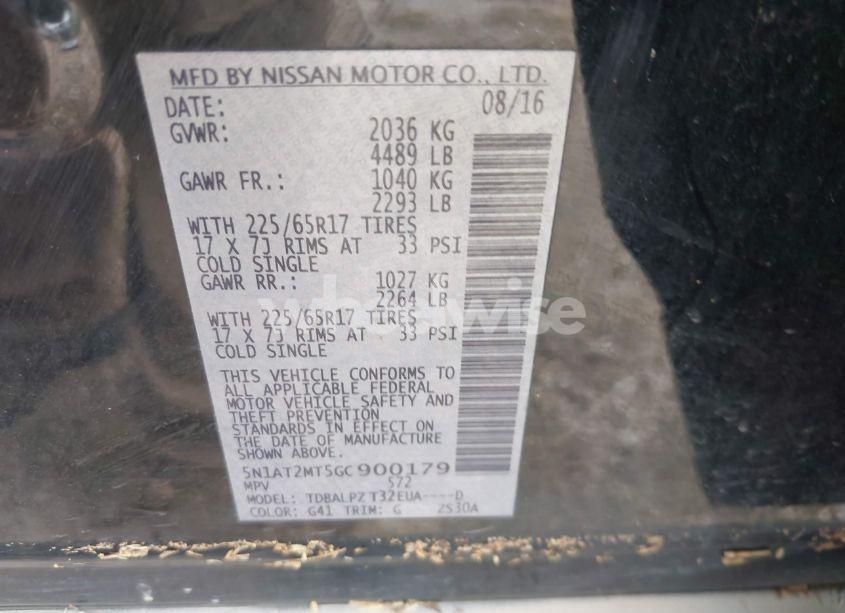 MFD BY NISSAN MOTOR CO., LTD.
DATE: 08/16
GVWR: 2036 KG
4489 LB
GAWR FR.: 1040 KG
2293 LB
WITH 225/65R17 TIRES
17 X 7J RIMS AT 33 PSI
COLD SINGLE
GAWR RR.: 1027 KG
2264 LB
WITH 225/65R17 TIRES
17 X 7J RIMS AT 33 PSI
COLD SINGLE
THIS VEHICLE CONFORMS TO
ALL APPLICABLE FEDERAL
MOTOR VEHICLE SAFETY AND
THEFT PREVENTION
STANDARDS IN EFFECT ON
THE DATE OF MANUFACTURE
SHOWN ABOVE.
5N1AT2MT5GC900179
MPV S72
MODEL: TDBALPZ T32EUA----D
COLOR: G41 TRIM: G 2S30A